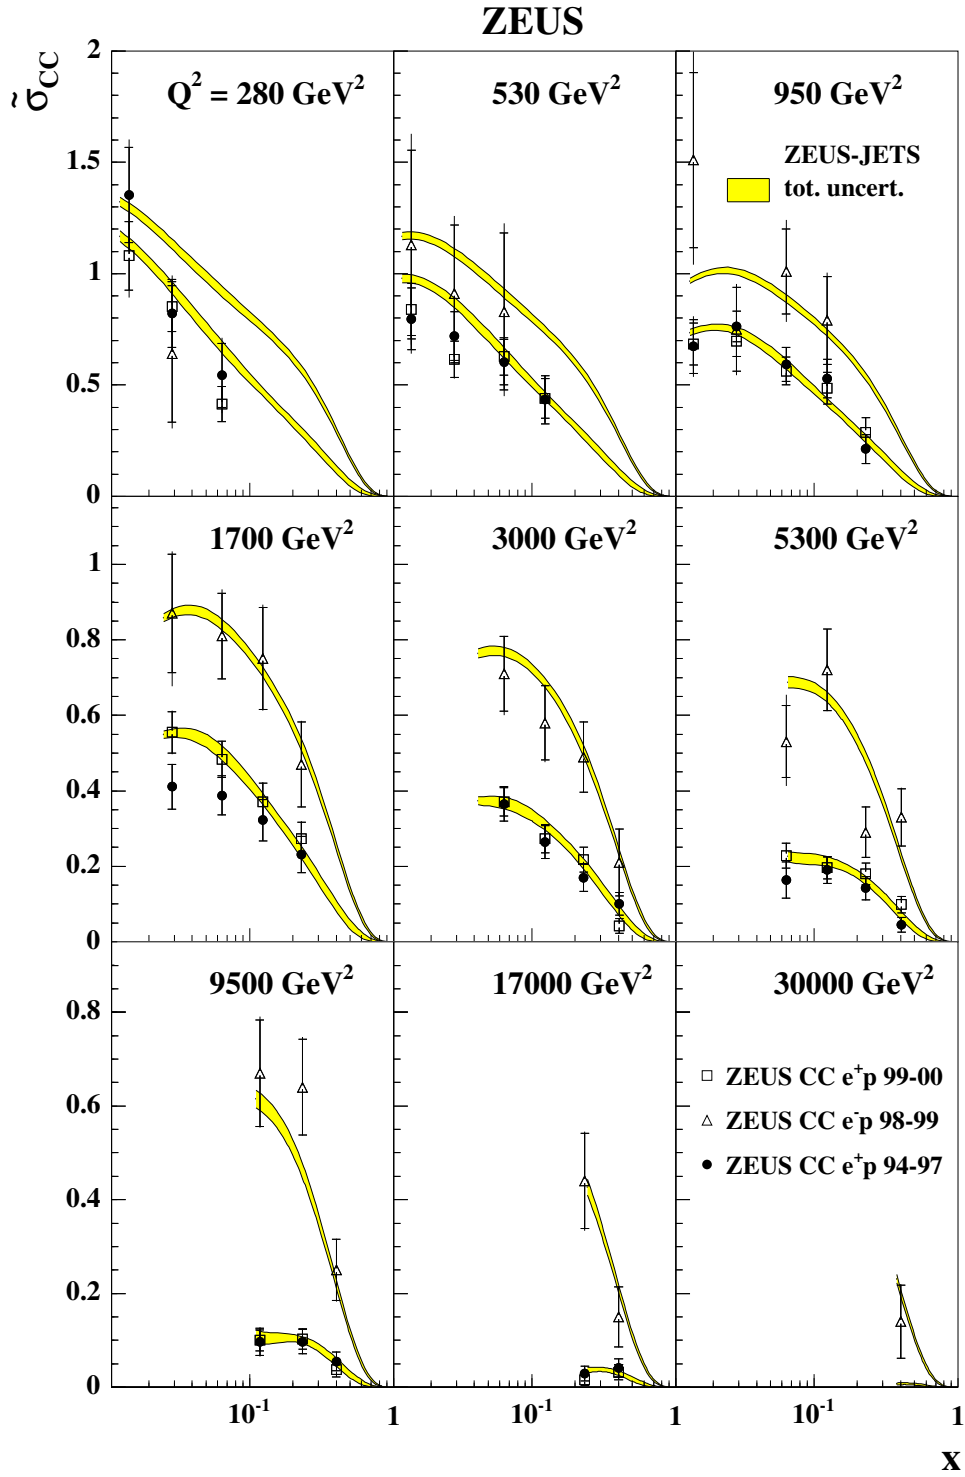 ZEUS
σ̃CC
Q² = 280 GeV²
530 GeV²
950 GeV²
ZEUS-JETS
tot. uncert.
2
1.5
1
0.5
0
1700 GeV²
3000 GeV²
5300 GeV²
1
0.8
0.6
0.4
0.2
0
9500 GeV²
17000 GeV²
30000 GeV²
0.8
0.6
0.4
0.2
0
ZEUS CC e⁺p 99-00
ZEUS CC e⁻p 98-99
ZEUS CC e⁺p 94-97
10⁻¹ 1 10⁻¹ 1 10⁻¹ 1
x